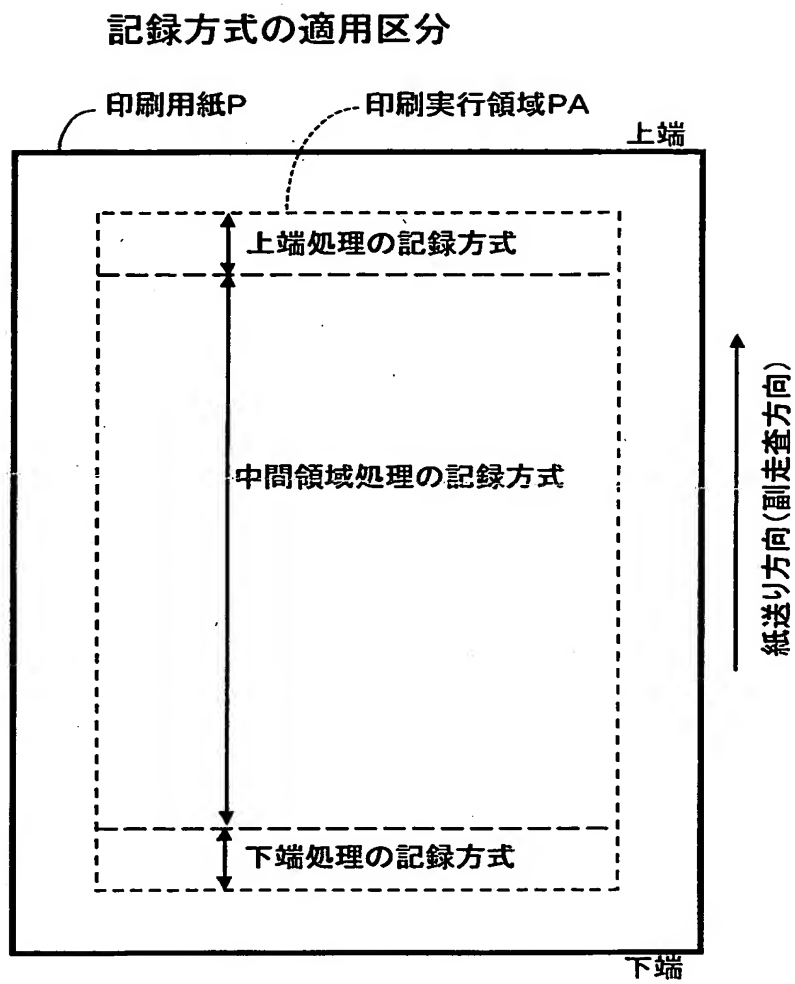 記録方式の適用区分
印刷用紙P
印刷実行領域PA
上端
上端処理の記録方式
中間領域処理の記録方式
紙送り方向(副走査方向)
下端処理の記録方式
下端